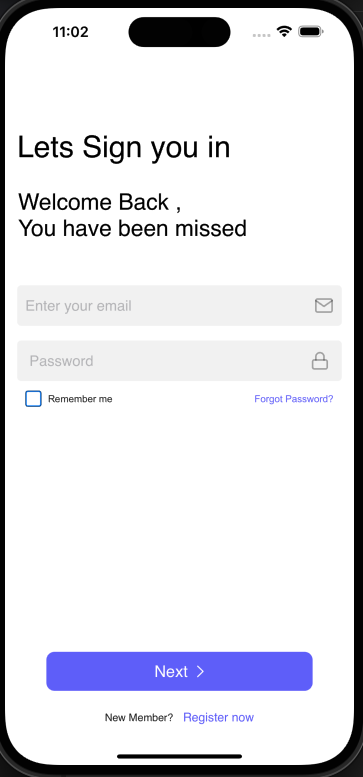 11:02
Lets Sign you in
Welcome Back ,
You have been missed
Enter your email
Password
Remember me
Forgot Password?
Next
New Member? Register now